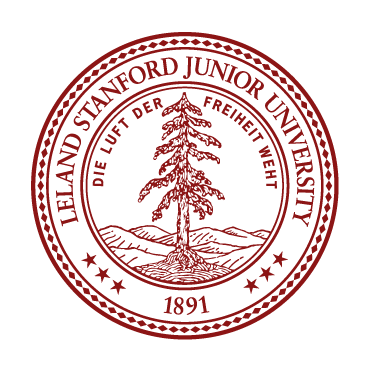 LELAND STANFORD JUNIOR UNIVERSITY
DIE LUFT DER FREIHEIT WEHT
1891